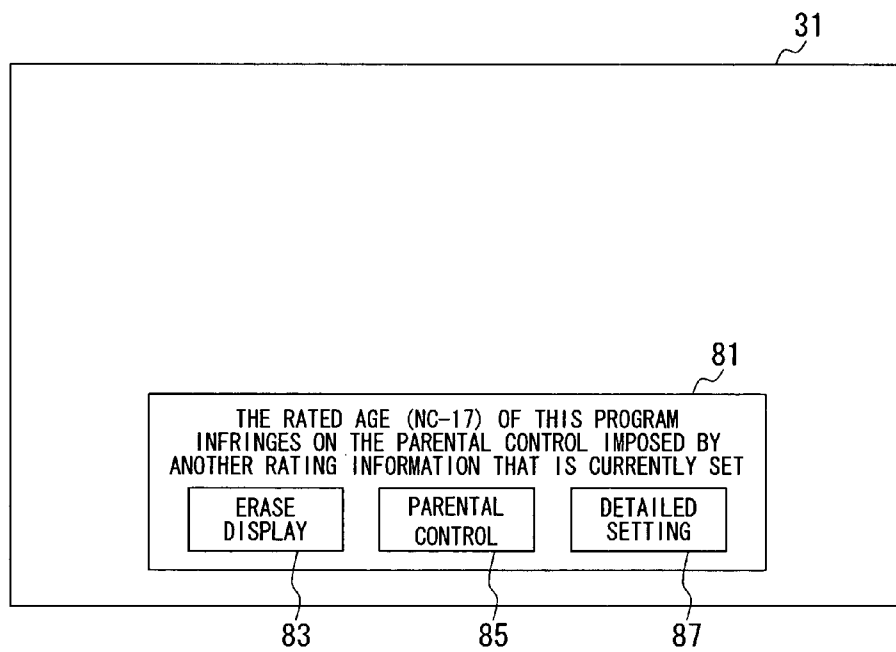 31
81
THE RATED AGE (NC-17) OF THIS PROGRAM
INFRINGES ON THE PARENTAL CONTROL IMPOSED BY
ANOTHER RATING INFORMATION THAT IS CURRENTLY SET
ERASE
DISPLAY
PARENTAL
CONTROL
DETAILED
SETTING
83
85
87